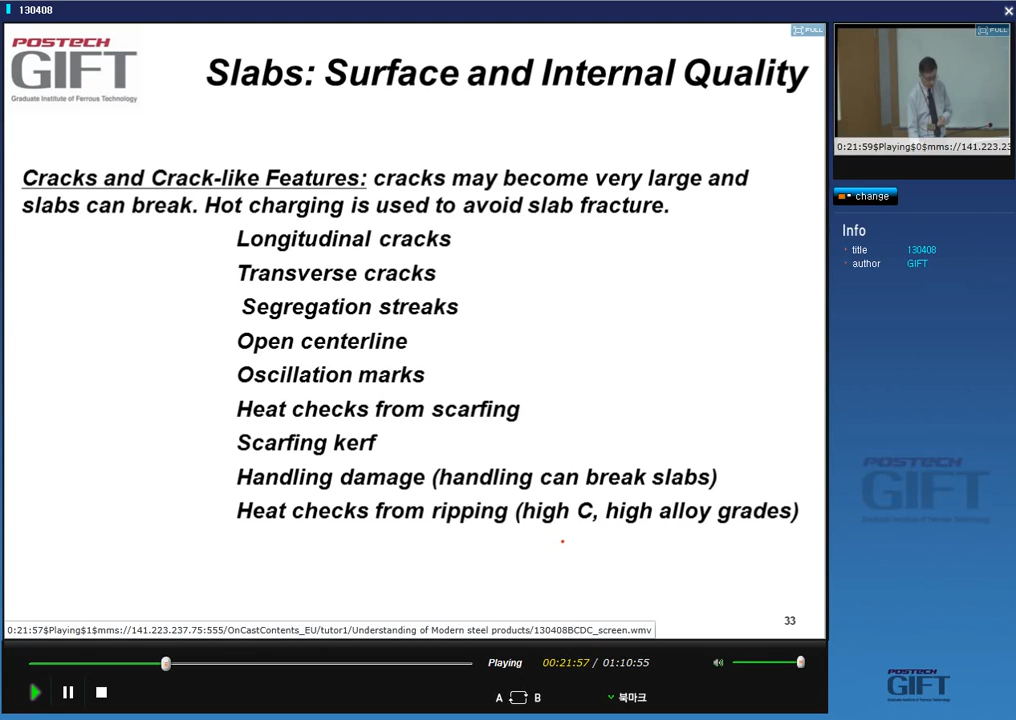 130408
POSTECH
GIFT
Graduate Institute of Ferrous Technology
FULL
Slabs: Surface and Internal Quality
Cracks and Crack-like Features: cracks may become very large and
slabs can break. Hot charging is used to avoid slab fracture.
Longitudinal cracks
Transverse cracks
Segregation streaks
Open centerline
Oscillation marks
Heat checks from scarfing
Scarfing kerf
Handling damage (handling can break slabs)
Heat checks from ripping (high C, high alloy grades)
33
0:21:57$Playing$1$mms://141.223.237.75:555/OnCastContents_EU/tutor1/Understanding of Modern steel products/130408BCDC_screen.wmv
FULL
0:21:59$Playing$0$mms://141.223.23
change
Info
title 130408
author GIFT
POSTECH
GIFT
Playing 00:21:57 / 01:10:55
A B 북마크
POSTECH
GIFT